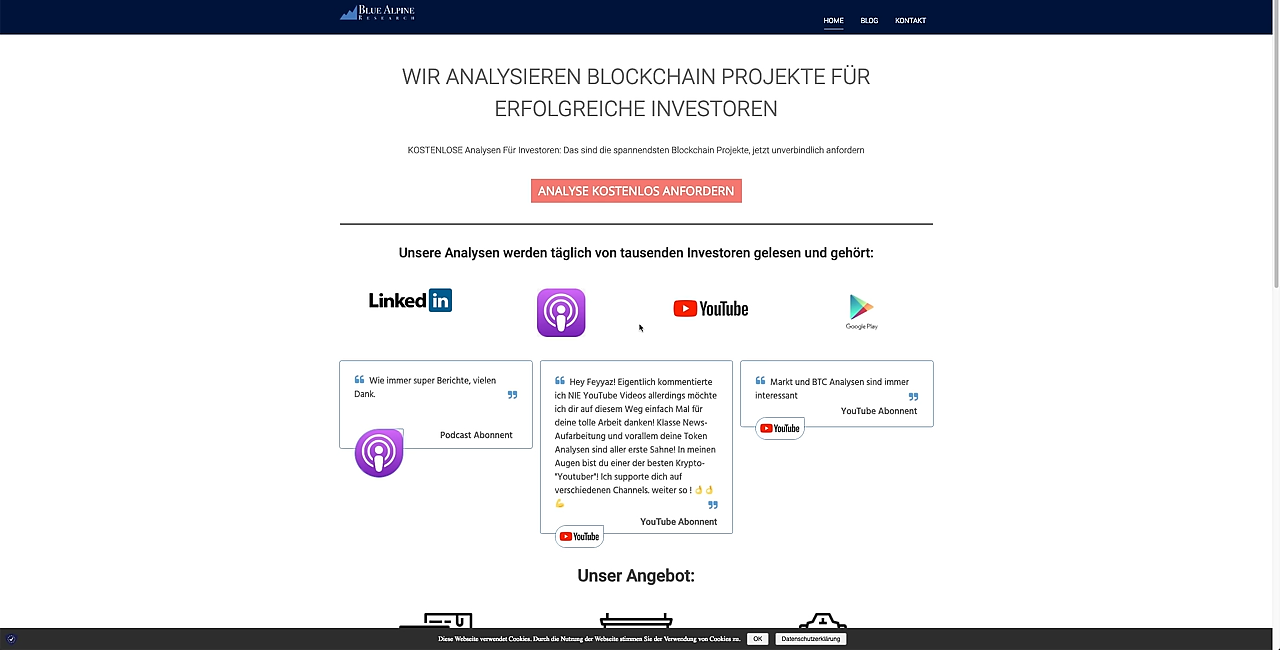 BLUE ALPINE
RESEARCH
HOME BLOG KONTAKT
WIR ANALYSIEREN BLOCKCHAIN PROJEKTE FÜR
ERFOLGREICHE INVESTOREN
KOSTENLOSE Analysen Für Investoren: Das sind die spannendsten Blockchain Projekte, jetzt unverbindlich anfordern
ANALYSE KOSTENLOS ANFORDERN
Unsere Analysen werden täglich von tausenden Investoren gelesen und gehört:
Linked in
YouTube
Google Play
Wie immer super Berichte, vielen
Dank.
Podcast Abonnent
Hey Feyyaz! Eigentlich kommentierte
ich NIE YouTube Videos allerdings möchte
ich dir auf diesem Weg einfach Mal für
deine tolle Arbeit danken! Klasse News-
Aufarbeitung und vorallem deine Token
Analysen sind aller erste Sahne! In meinen
Augen bist du einer der besten Krypto-
"Youtuber"! Ich supporte dich auf
verschiedenen Channels. weiter so ! 👌👌
💪
YouTube Abonnent
YouTube
Markt und BTC Analysen sind immer
interessant
YouTube Abonnent
YouTube
Unser Angebot:
Diese Webseite verwendet Cookies. Durch die Nutzung der Webseite stimmen Sie der Verwendung von Cookies zu. OK Datenschutzerklärung